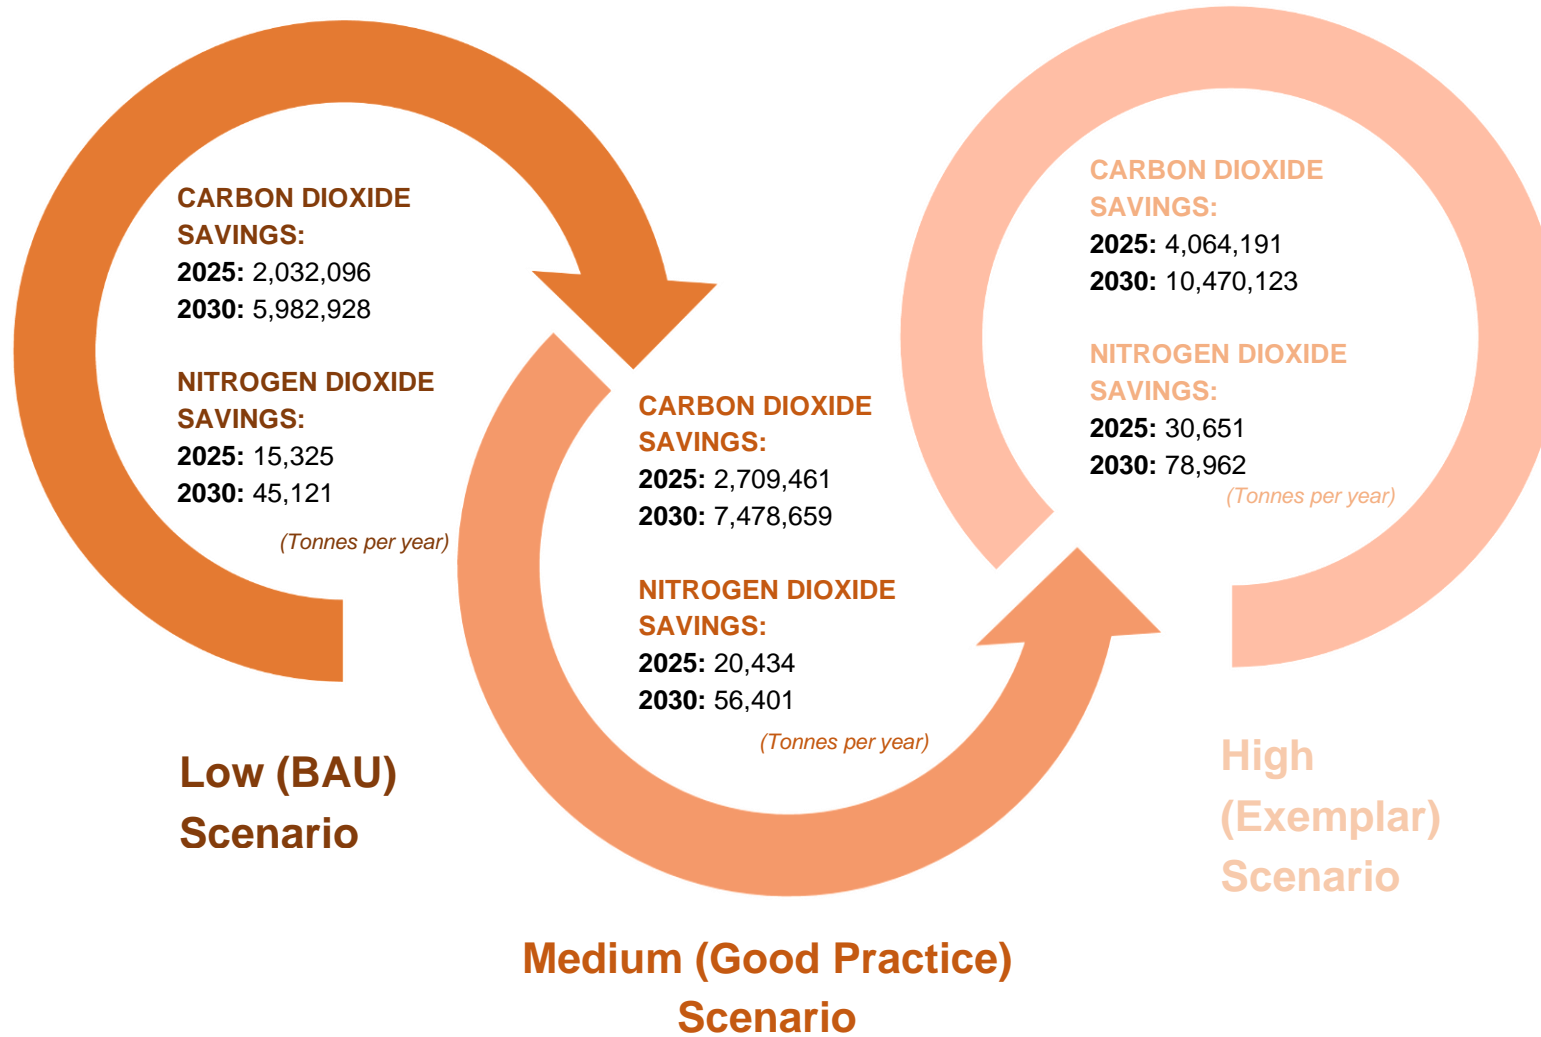 CARBON DIOXIDE
SAVINGS:
2025: 2,032,096
2030: 5,982,928
NITROGEN DIOXIDE
SAVINGS:
2025: 15,325
2030: 45,121
(Tonnes per year)
Low (BAU)
Scenario
CARBON DIOXIDE
SAVINGS:
2025: 2,709,461
2030: 7,478,659
NITROGEN DIOXIDE
SAVINGS:
2025: 20,434
2030: 56,401
(Tonnes per year)
Medium (Good Practice)
Scenario
CARBON DIOXIDE
SAVINGS:
2025: 4,064,191
2030: 10,470,123
NITROGEN DIOXIDE
SAVINGS:
2025: 30,651
2030: 78,962
(Tonnes per year)
High
(Exemplar)
Scenario